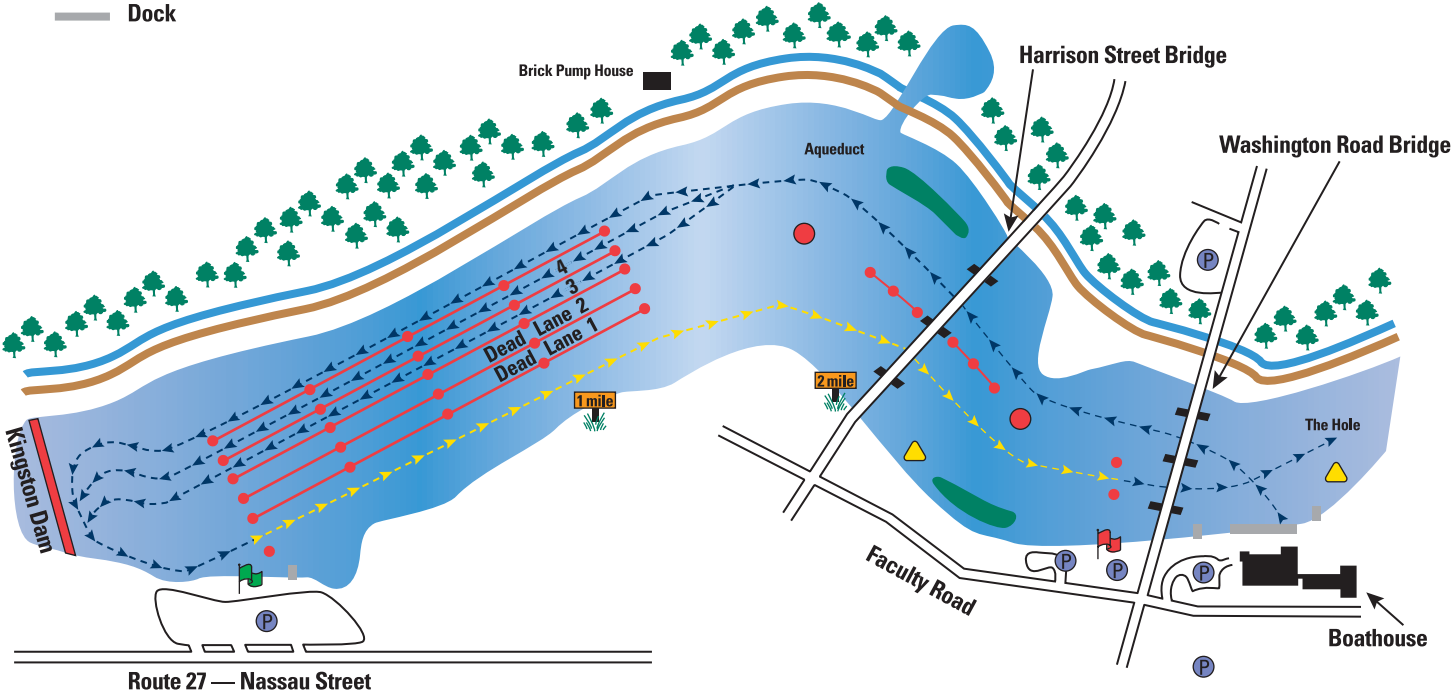 Dock
Harrison Street Bridge
Brick Pump House
Washington Road Bridge
Aqueduct
P
4
3
Dead Lane 2
Dead Lane 1
2 mile
1 mile
The Hole
Kingston Dam
P
P
P
Faculty Road
P
Boathouse
P
Route 27 — Nassau Street